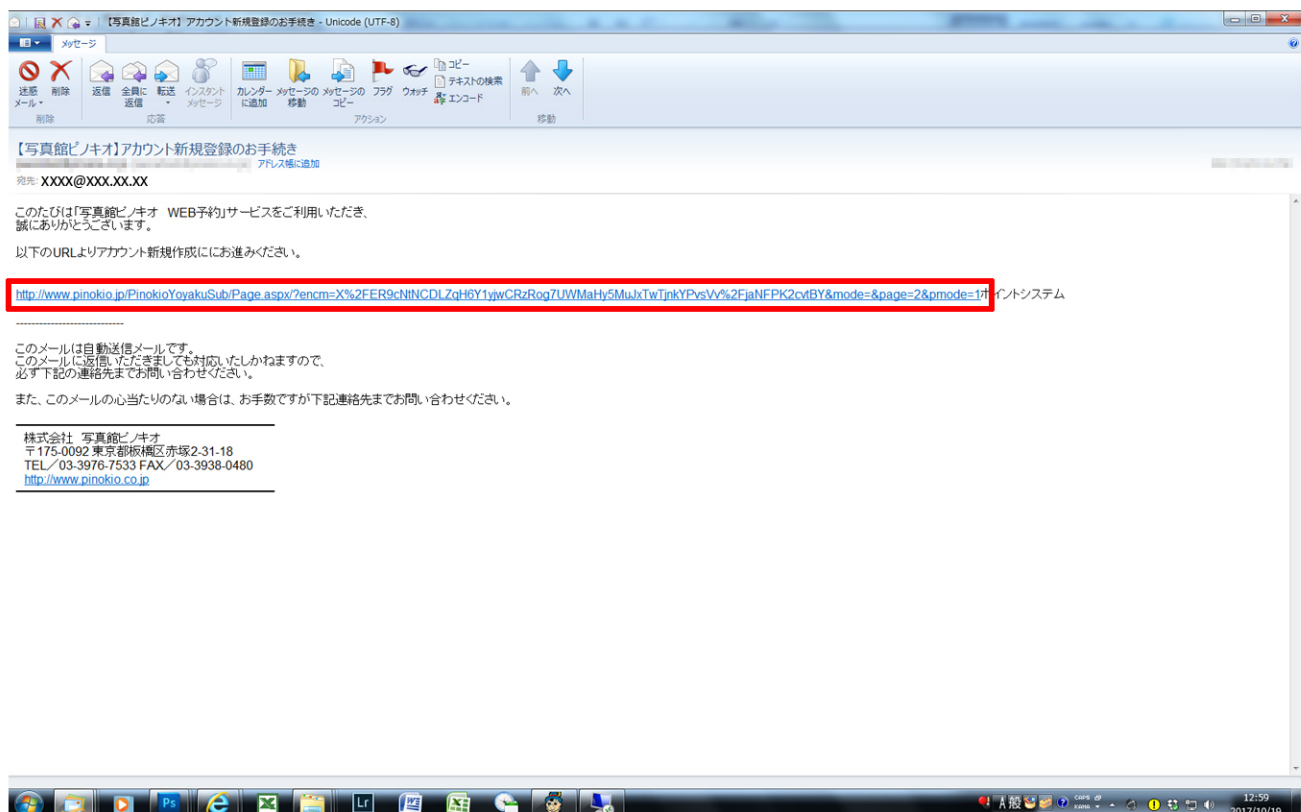 【写真館ピノキオ】アカウント新規登録のお手続き - Unicode (UTF-8)
メッセージ
迷惑メール
削除
返信
全員に返信
転送
インスタント メッセージ
カレンダーに追加
メッセージの移動
メッセージのコピー
フラグ
ウォッチ
コピー
テキストの検索
エンコード
前へ
次へ
削除
応答
アクション
移動
【写真館ピノキオ】アカウント新規登録のお手続き
アドレス帳に追加
宛先: XXXX@XXX.XX.XX
このたびは「写真館ピノキオ　WEB予約」サービスをご利用いただき、
誠にありがとうございます。
以下のURLよりアカウント新規作成ににお進みください。
http://www.pinokio.jp/PinokioYoyakuSub/Page.aspx/?encm=X%2FER9cNtNCDLZqH6Y1yjwCRzRog7UWMaHy5MuJxTwTjnkYPvsVv%2FjaNFPK2cvtBY&mode=&page=2&pmode=1ポイントシステム
---------------------------
このメールは自動送信メールです。
このメールに返信いただきましても対応いたしかねますので、
必ず下記の連絡先までお問い合わせください。
また、このメールの心当たりのない場合は、お手数ですが下記連絡先までお問い合わせください。
株式会社　写真館ピノキオ
〒175-0092 東京都板橋区赤塚2-31-18
TEL／03-3976-7533 FAX／03-3938-0480
http://www.pinokio.co.jp
Ps
Lr
A 般
CAPS
KANA
12:59
2017/10/19